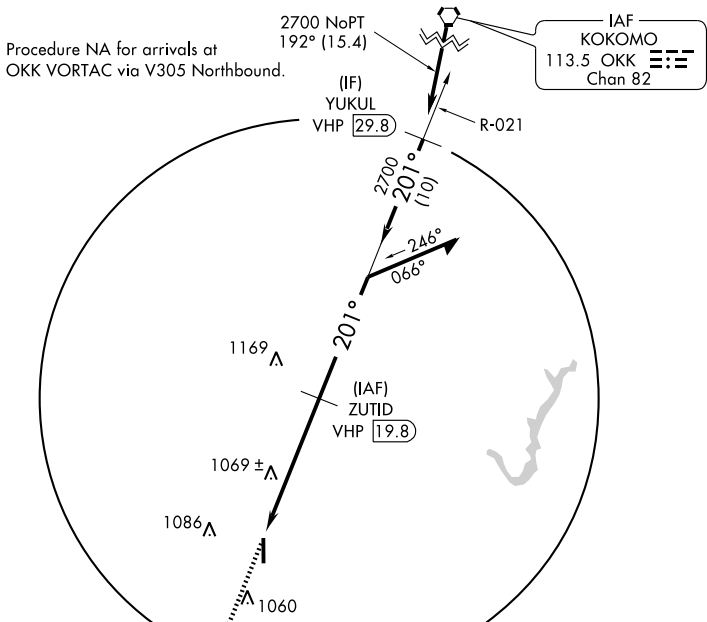 Procedure NA for arrivals at
OKK VORTAC via V305 Northbound.
2700 NoPT
192° (15.4)
IAF
KOKOMO
113.5 OKK
Chan 82
(IF)
YUKUL
VHP 29.8
R-021
2700
201°
(10)
246°
066°
201°
1169
(IAF)
ZUTID
VHP 19.8
1069 ±
1086
1060